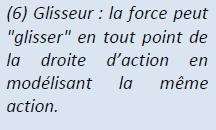 (6) Glisseur : la force peut
"glisser" en tout point de
la droite d’action en
modélisant la même
action.